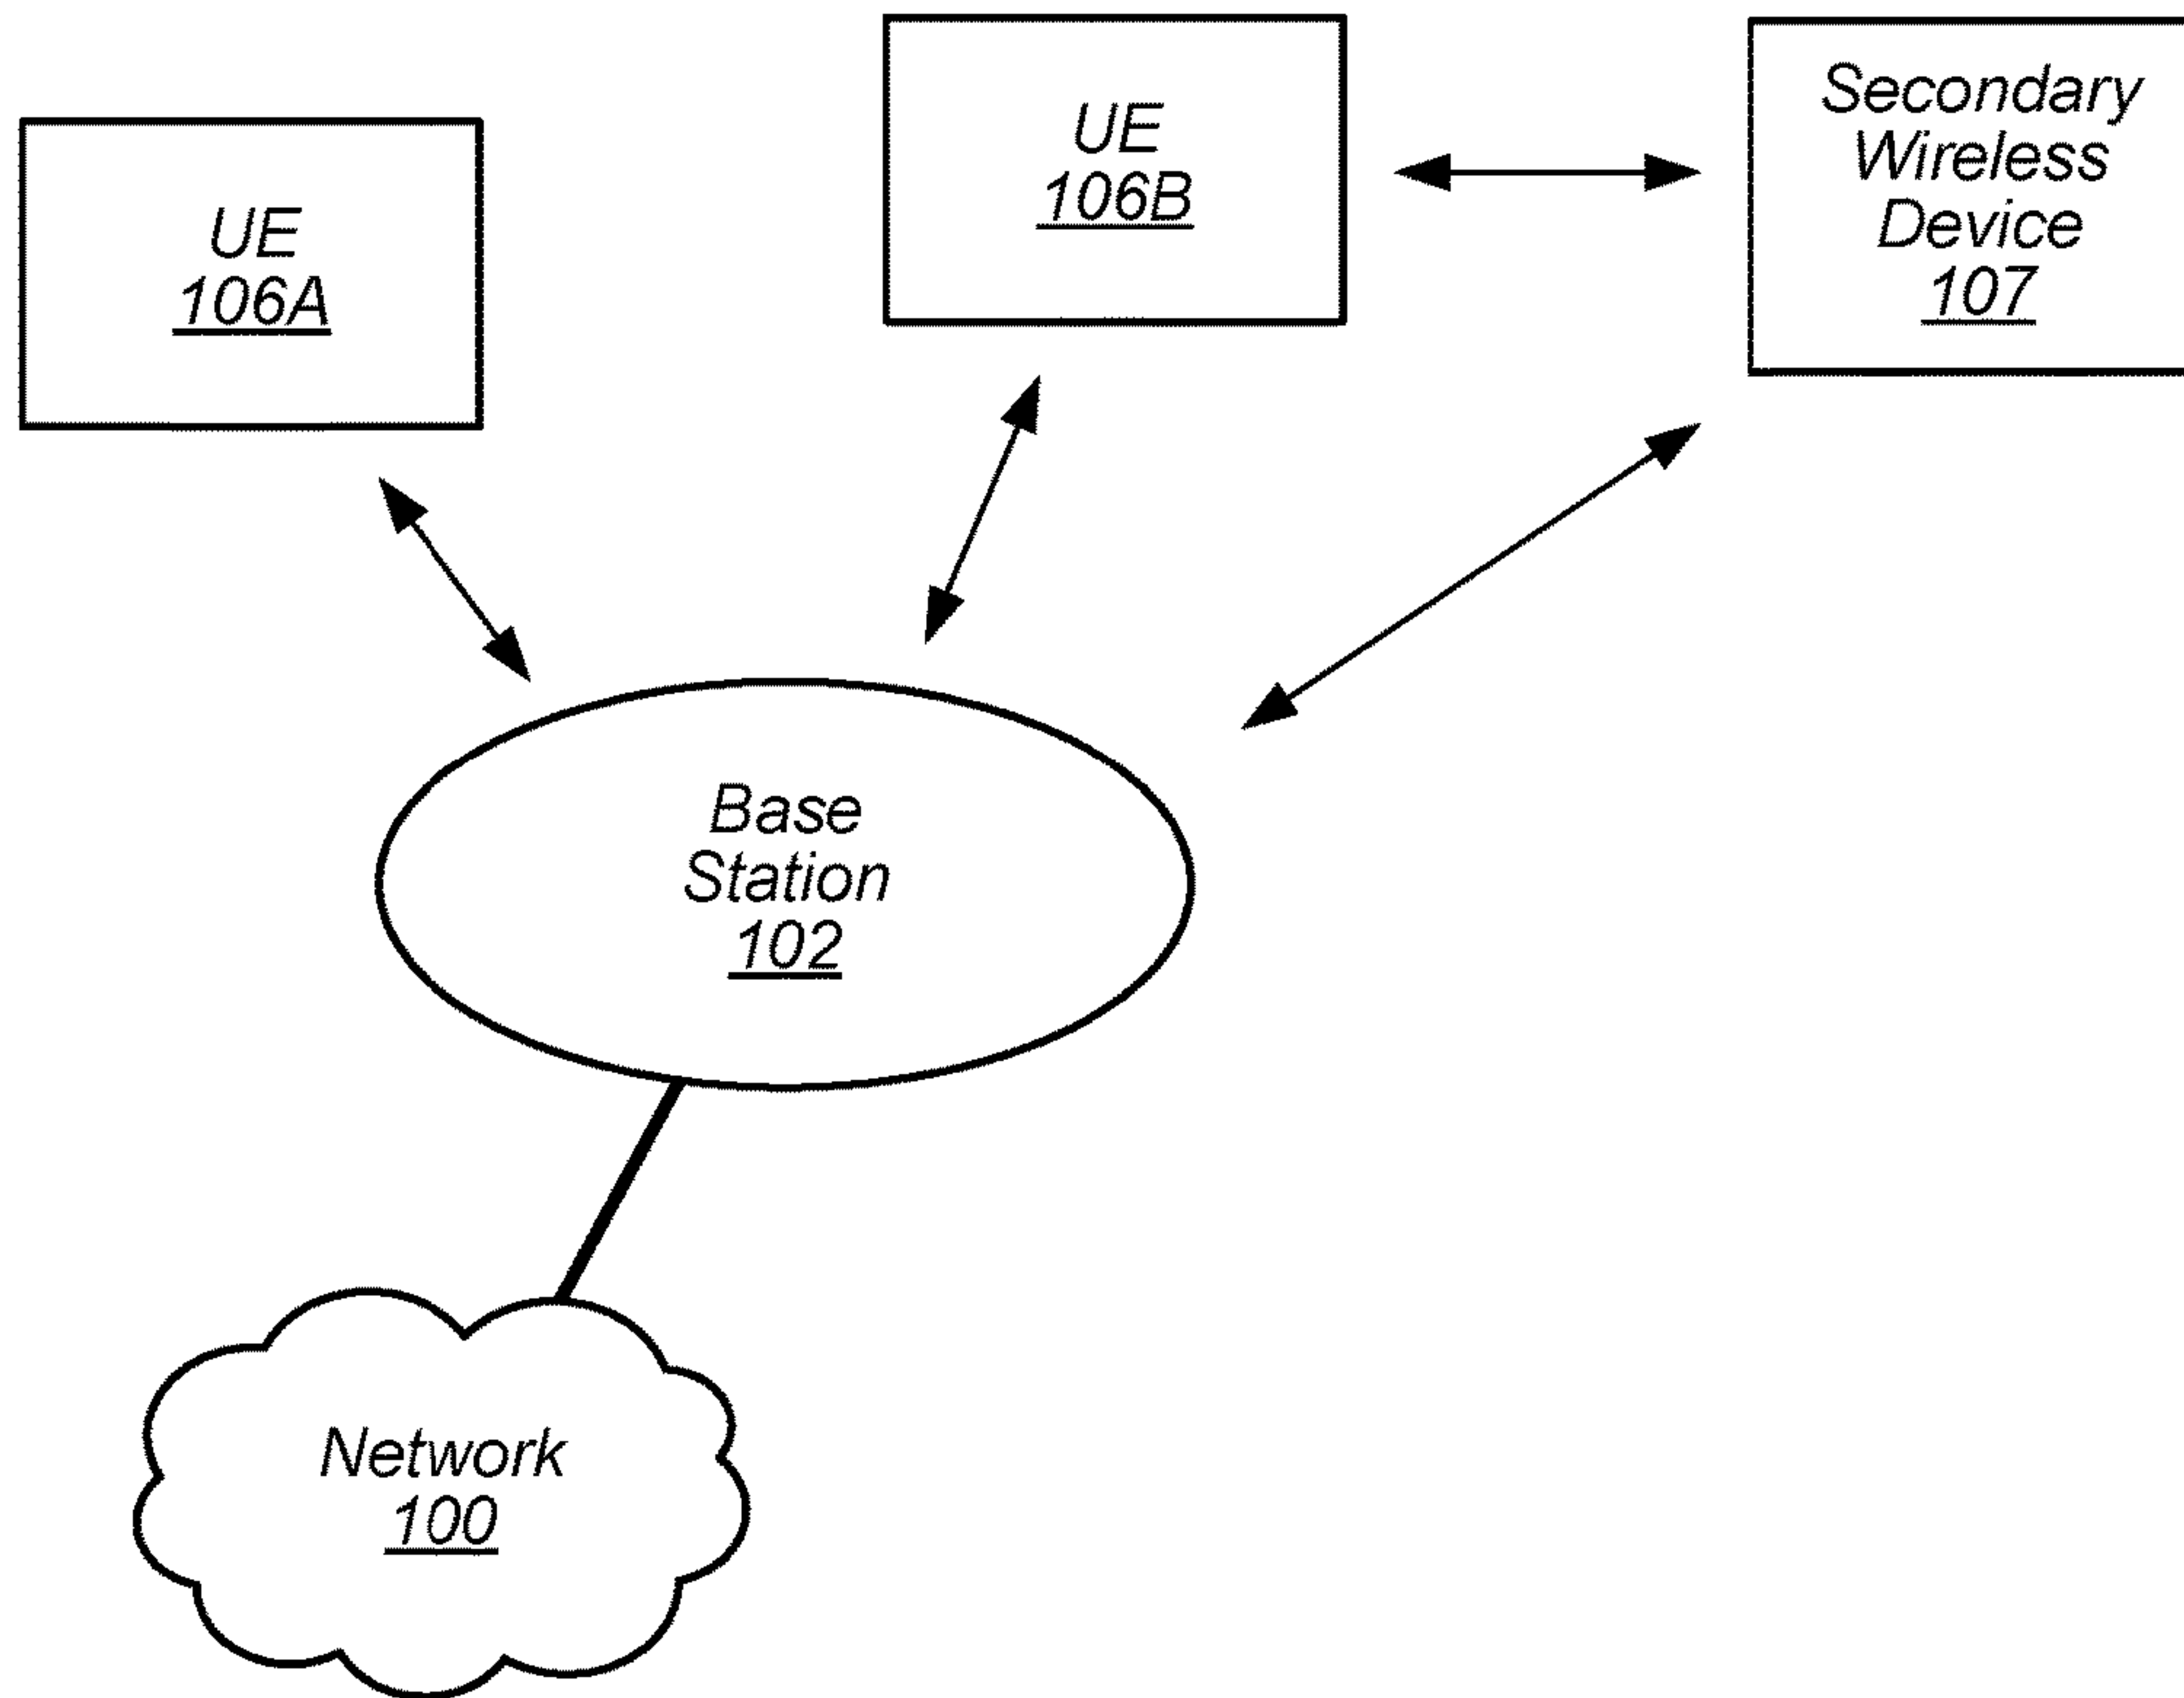 UE
106A
UE
106B
Secondary
Wireless
Device
107
Base
Station
102
Network
100